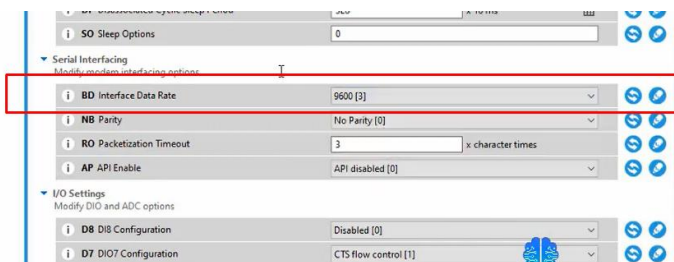 SO Sleep Options 0
Serial Interfacing
Modify modem interfacing options
BD Interface Data Rate 9600 [3]
NB Parity No Parity [0]
RO Packetization Timeout 3 x character times
AP API Enable API disabled [0]
I/O Settings
Modify DIO and ADC options
D8 DI8 Configuration Disabled [0]
D7 DIO7 Configuration CTS flow control [1]